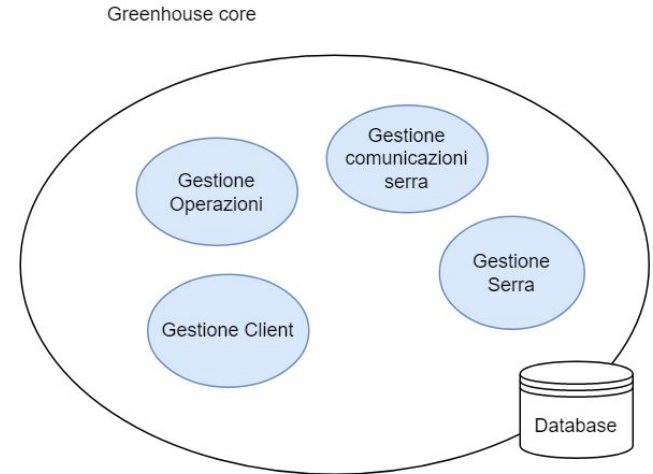 Greenhouse core
Gestione
comunicazioni
serra
Gestione
Operazioni
Gestione
Serra
Gestione Client
Database